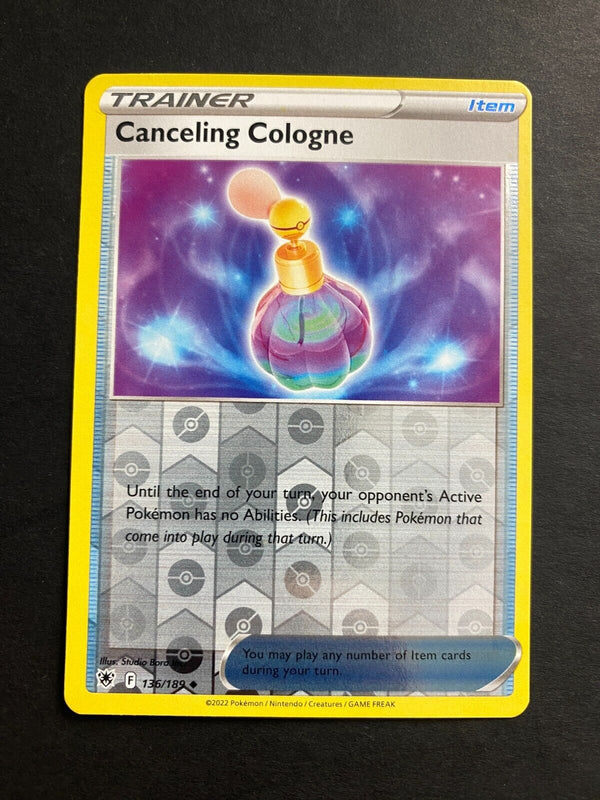 TRAINER Item
Canceling Cologne
Until the end of your turn, your opponent's Active
Pokémon has no Abilities. (This includes Pokémon that
come into play during that turn.)
You may play any number of Item cards
during your turn.
Illus. Studio Bora Inc.
F 136/189
©2022 Pokémon / Nintendo / Creatures / GAME FREAK